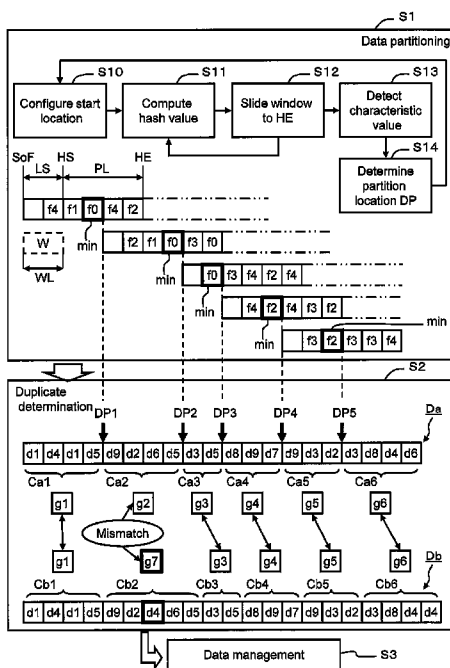 S1
Data partitioning
S10 S11 S12 S13
Configure start location
Compute hash value
Slide window to HE
Detect characteristic value
S14
Determine partition location DP
SoF HS HE
LS PL
f4 f1 f0 f4 f2
min
W
WL
f2 f1 f0 f3 f0
min
f0 f3 f4 f2 f4
min
f4 f4 f2 f3 f2
min
f3 f2 f3 f3 f4
min
S2
Duplicate determination
DP1 DP2 DP3 DP4 DP5
Da
d1 d4 d1 d5 d9 d2 d6 d5 d3 d5 d8 d9 d7 d9 d3 d2 d3 d8 d4 d6
Ca1 Ca2 Ca3 Ca4 Ca5 Ca6
g1 g2 g3 g4 g5 g6
Mismatch
g1 g7 g3 g4 g5 g6
Cb1 Cb2 Cb3 Cb4 Cb5 Cb6
Db
d1 d4 d1 d5 d9 d2 d4 d6 d5 d3 d5 d8 d9 d7 d9 d3 d2 d3 d8 d4 d4
Data management
S3